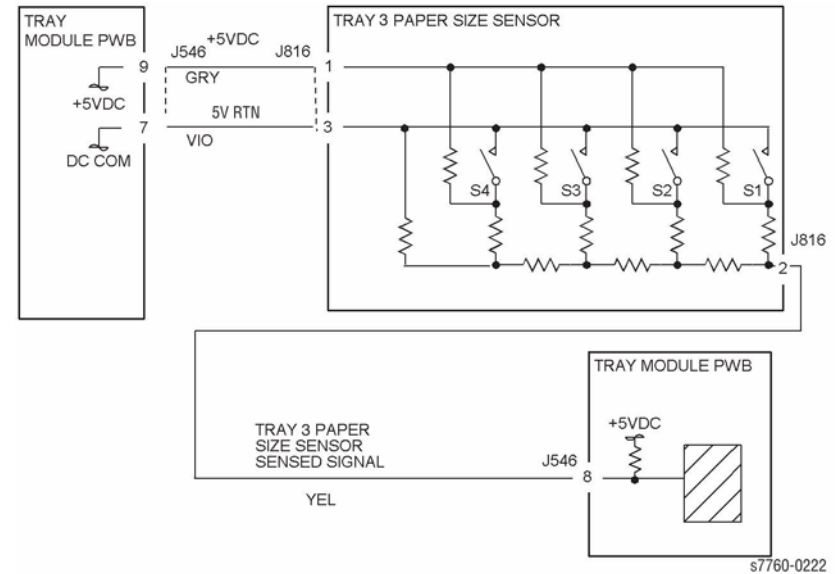 TRAY
MODULE PWB
J546
+5VDC
J816
TRAY 3 PAPER SIZE SENSOR
9
GRY
1
+5VDC
5V RTN
7
VIO
3
DC COM
S4
S3
S2
S1
J816
2
TRAY MODULE PWB
+5VDC
TRAY 3 PAPER
SIZE SENSOR
SENSED SIGNAL
J546
8
YEL
s7760-0222